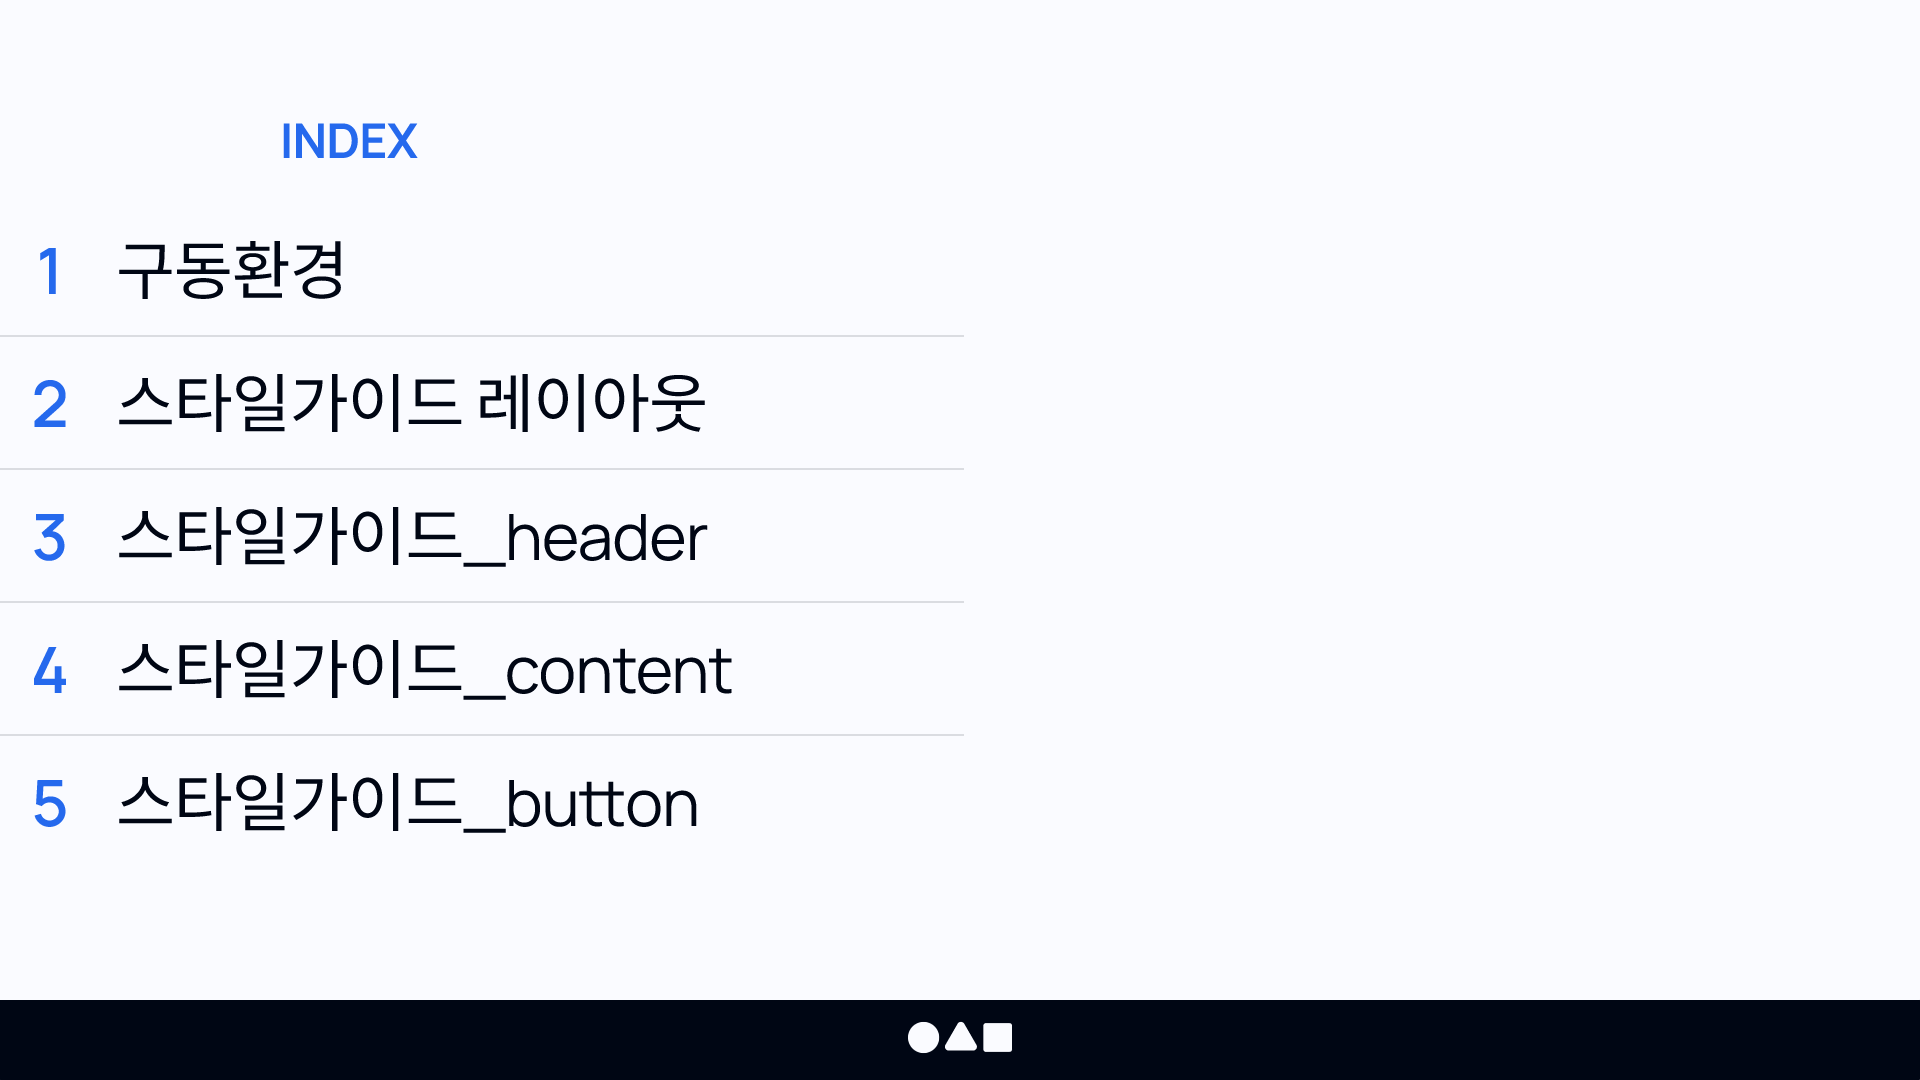 INDEX
1 구동환경
2 스타일가이드 레이아웃
3 스타일가이드_header
4 스타일가이드_content
5 스타일가이드_button